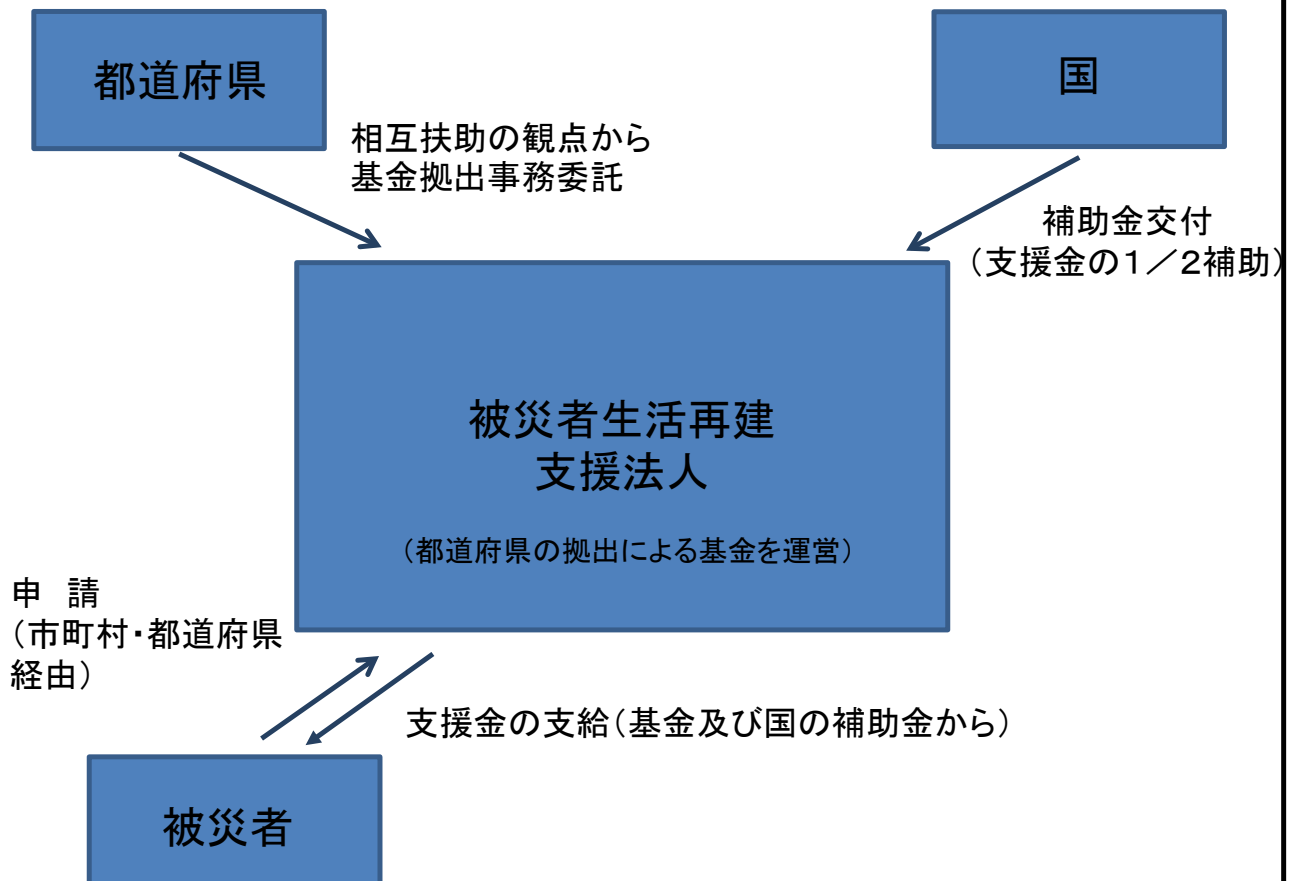 都道府県
国
相互扶助の観点から
基金拠出事務委託
補助金交付
（支援金の１／２補助）
被災者生活再建
支援法人
（都道府県の拠出による基金を運営）
申　請
（市町村・都道府県
経由）
支援金の支給（基金及び国の補助金から）
被災者